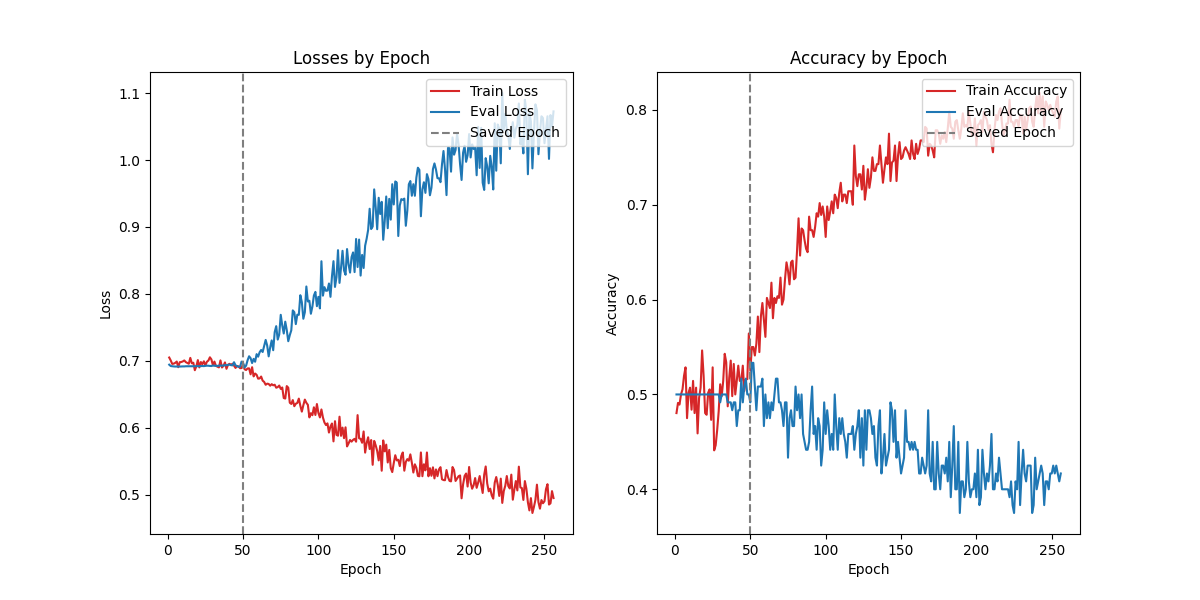 Losses by Epoch
Train Loss
Eval Loss
Saved Epoch
1.1
1.0
0.9
0.8
0.7
0.6
0.5
Loss
0
50
100
150
200
250
Epoch
Accuracy by Epoch
Train Accuracy
Eval Accuracy
Saved Epoch
0.8
0.7
0.6
0.5
0.4
Accuracy
0
50
100
150
200
250
Epoch